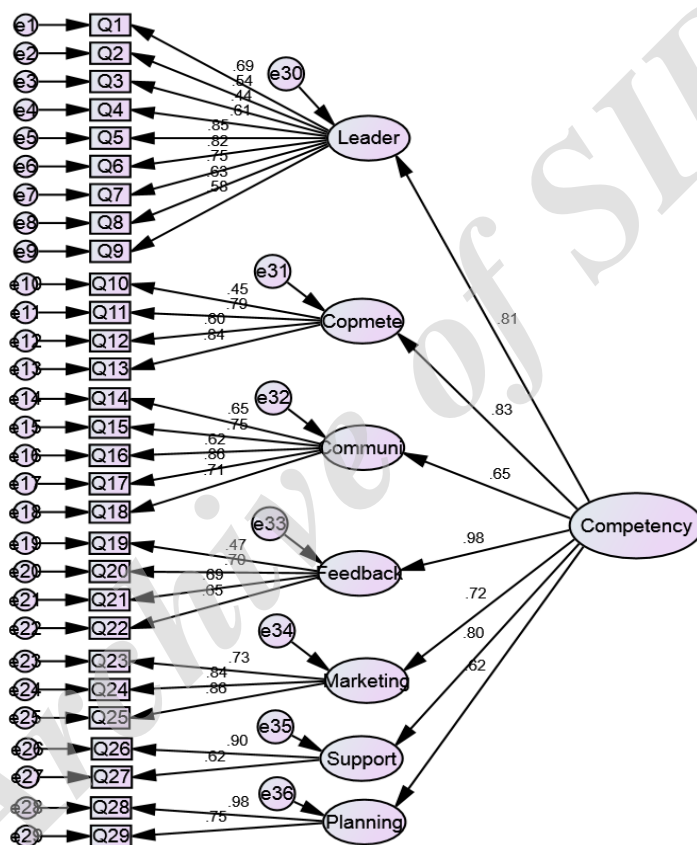 e1 Q1
e2 Q2
e3 Q3
e4 Q4
e5 Q5
e6 Q6
e7 Q7
e8 Q8
e9 Q9
.69
.54
.44
.61
.85
.82
.75
.63
.58
e30
Leader
e10 Q10
e11 Q11
e12 Q12
e13 Q13
.45
.79
.60
.84
e31
Copmete
e14 Q14
e15 Q15
e16 Q16
e17 Q17
e18 Q18
.65
.75
.62
.86
.71
e32
Communi
e19 Q19
e20 Q20
e21 Q21
e22 Q22
.47
.70
.69
.65
e33
Feedback
e23 Q23
e24 Q24
e25 Q25
.73
.84
.86
e34
Marketing
e26 Q26
e27 Q27
.90
.62
e35
Support
e28 Q28
e29 Q29
.98
.75
e36
Planning
.81
.83
.65
.98
.72
.80
.62
Competency
Archive of SID